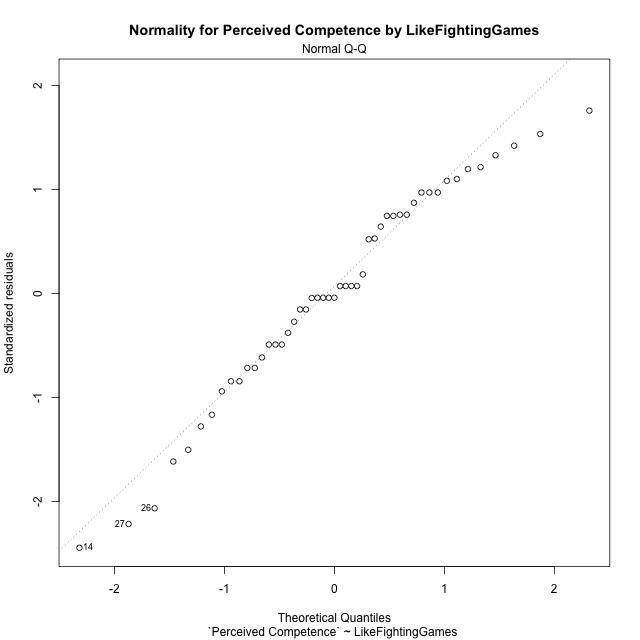 Normality for Perceived Competence by LikeFightingGames
Normal Q-Q
Standardized residuals
2
1
0
-1
-2
26
27
14
-2 -1 0 1 2
Theoretical Quantiles
`Perceived Competence` ~ LikeFightingGames